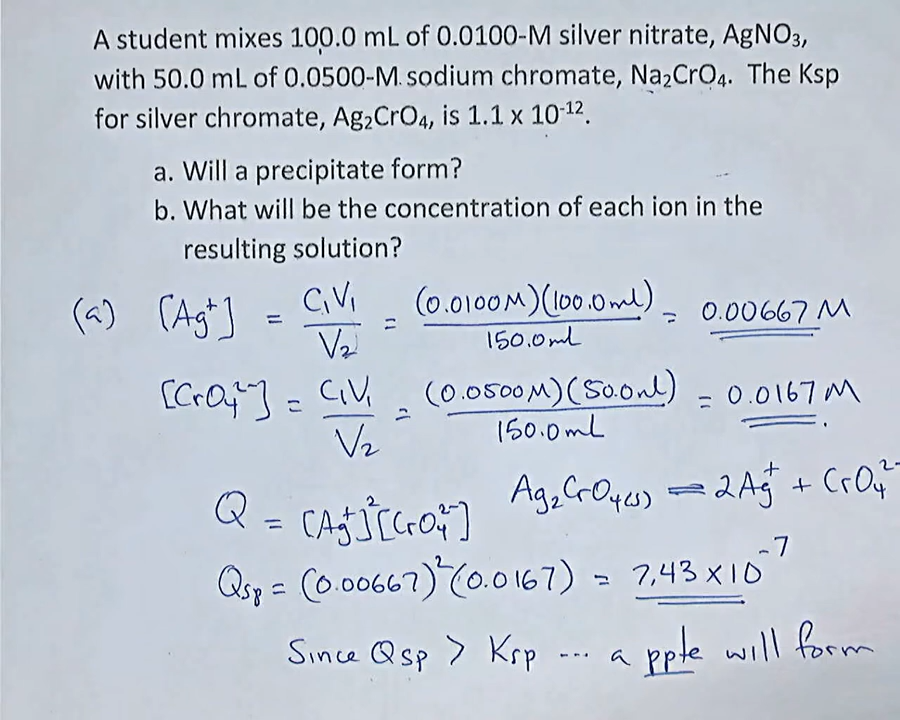 A student mixes 100.0 mL of 0.0100-M silver nitrate, AgNO₃,
with 50.0 mL of 0.0500-M sodium chromate, Na₂CrO₄. The Ksp
for silver chromate, Ag₂CrO₄, is 1.1 x 10⁻¹².
a. Will a precipitate form?
b. What will be the concentration of each ion in the
resulting solution?
(a) [Ag⁺] = C₁V₁/V₂ = (0.0100M)(100.0ml)/150.0ml = 0.00667 M
[CrO₄²⁻] = C₁V₁/V₂ = (0.0500M)(50.0ml)/150.0mL = 0.0167 M
Ag₂CrO₄(s) = 2Ag⁺ + CrO₄²⁻
Q = [Ag⁺]²[CrO₄²⁻]
Qsp = (0.00667)²(0.0167) = 7.43 x 10⁻⁷
Since Qsp > Ksp ... a ppte will form